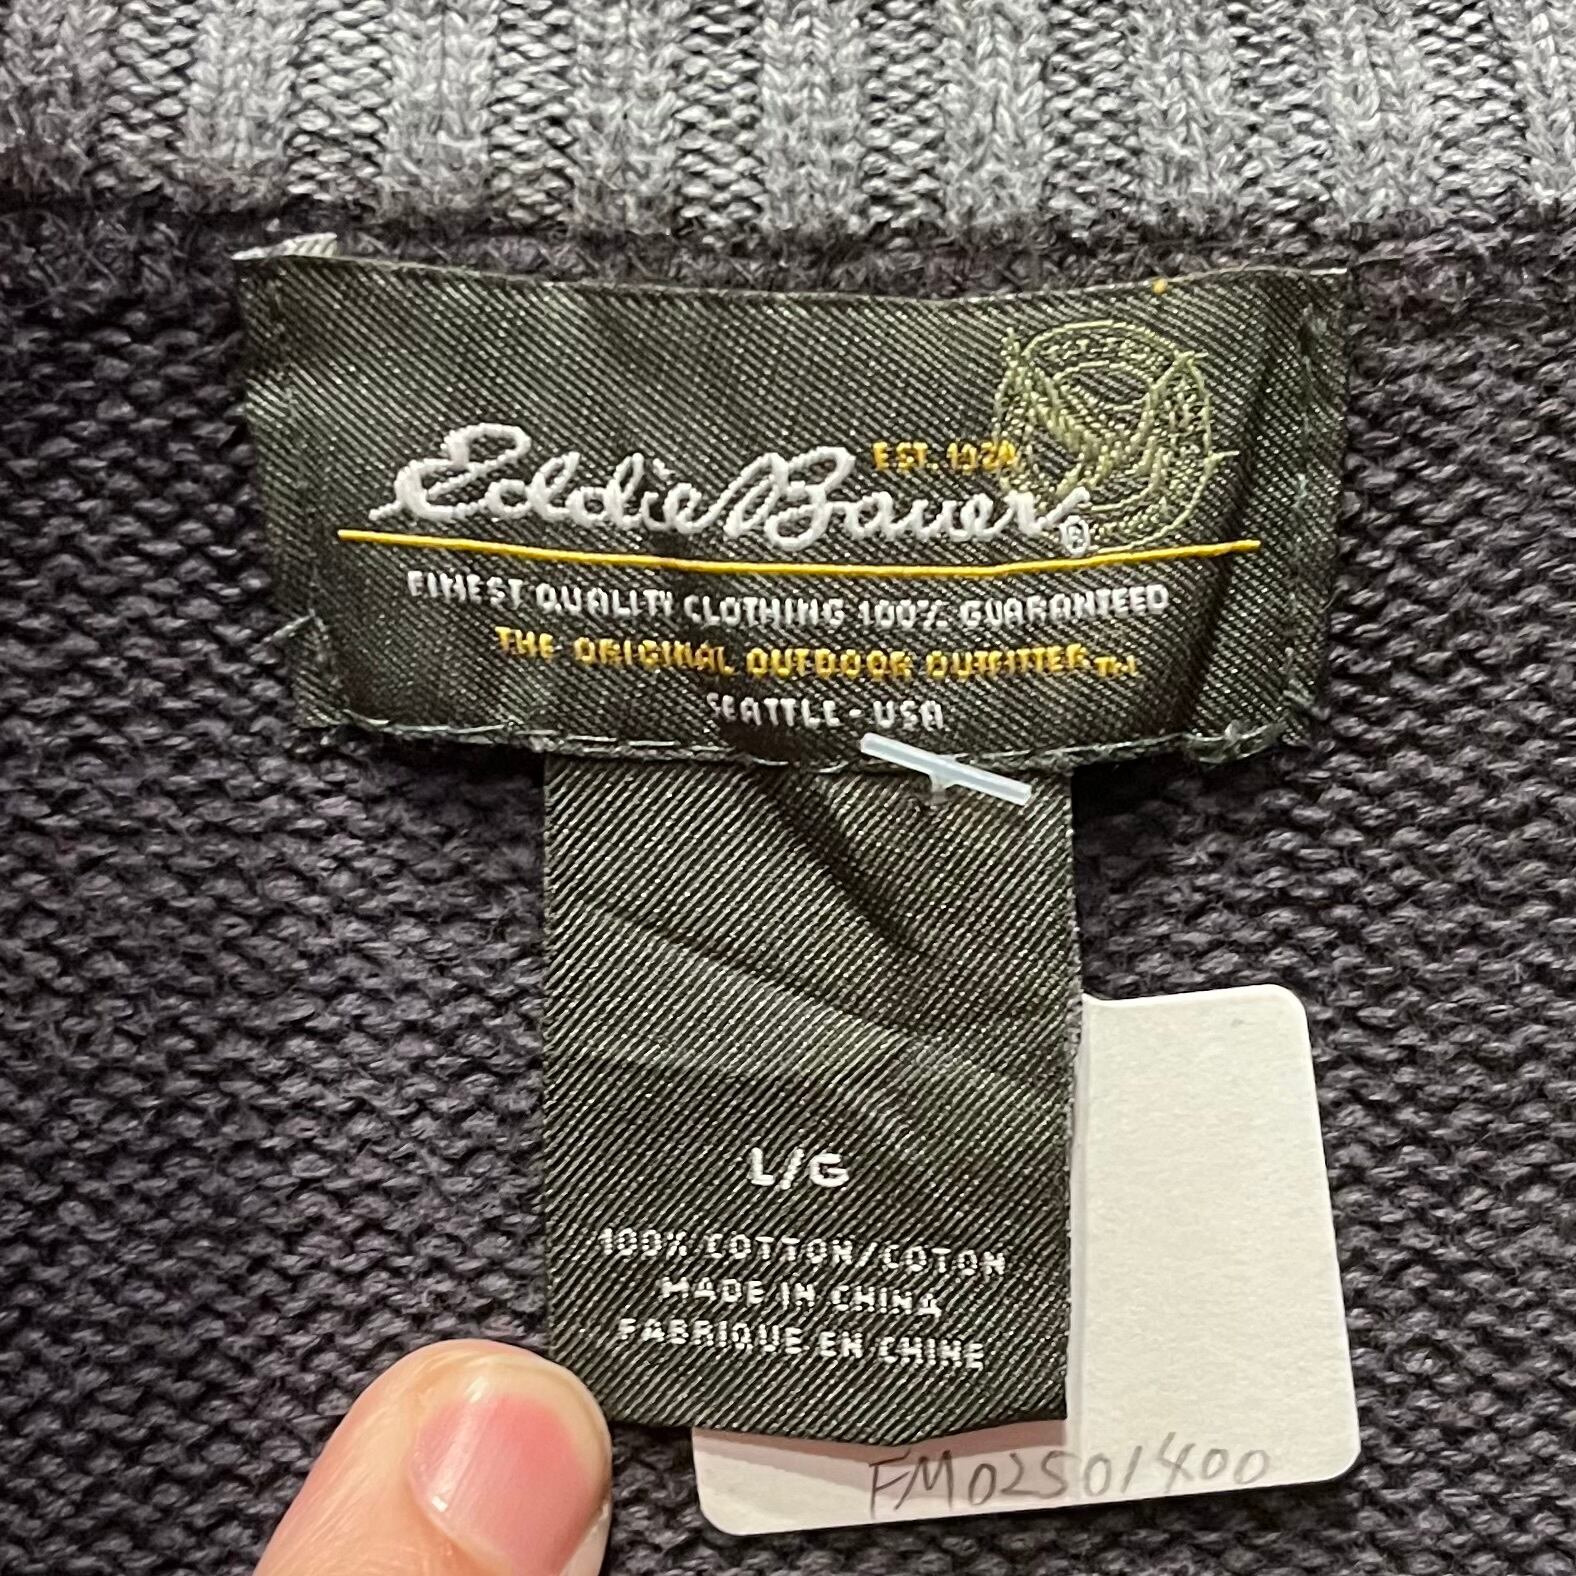 EST. 1920
Eddie Bauer®
FINEST QUALITY CLOTHING 100% GUARANTEED
THE ORIGINAL OUTDOOR OUTFITTER TM
SEATTLE - USA
L/G
100% COTTON/COTON
MADE IN CHINA
FABRIQUE EN CHINE
FM02501400